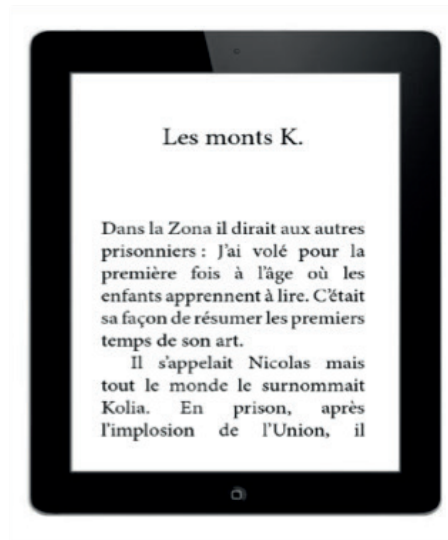 Les monts K.
Dans la Zona il dirait aux autres
prisonniers : J'ai volé pour la
première fois à l'âge où les
enfants apprennent à lire. C'était
sa façon de résumer les premiers
temps de son art.
Il s'appelait Nicolas mais
tout le monde le surnommait
Kolia. En prison, après
l'implosion de l'Union, il